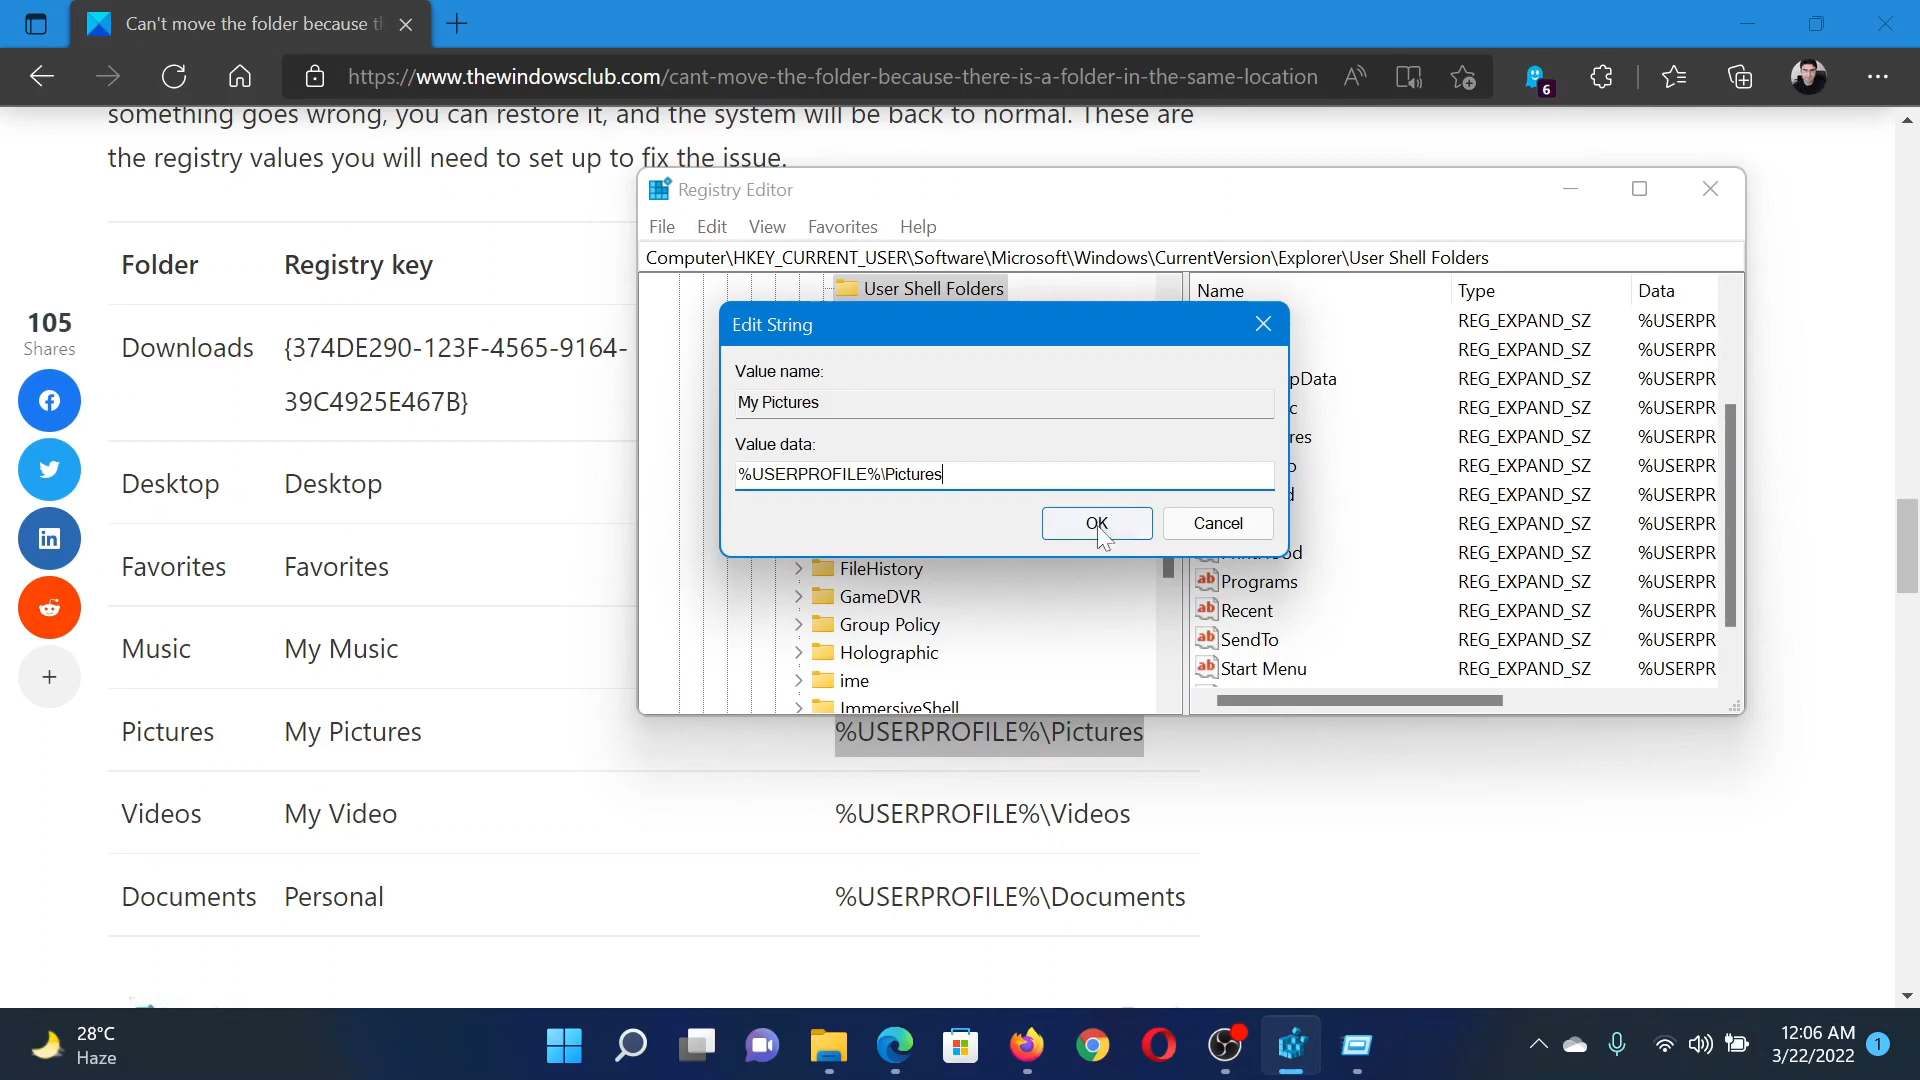 Can't move the folder because t
https://www.thewindowsclub.com/cant-move-the-folder-because-there-is-a-folder-in-the-same-location
6
something goes wrong, you can restore it, and the system will be back to normal. These are
the registry values you will need to set up to fix the issue.
Folder Registry key
105
Shares
Downloads {374DE290-123F-4565-9164-
39C4925E467B}
Desktop Desktop
Favorites Favorites
Music My Music
Pictures My Pictures %USERPROFILE%\Pictures
Videos My Video %USERPROFILE%\Videos
Documents Personal %USERPROFILE%\Documents
Registry Editor
File Edit View Favorites Help
Computer\HKEY_CURRENT_USER\Software\Microsoft\Windows\CurrentVersion\Explorer\User Shell Folders
User Shell Folders
FileHistory
GameDVR
Group Policy
Holographic
ime
ImmersiveShell
Name Type Data
REG_EXPAND_SZ %USERPR
REG_EXPAND_SZ %USERPR
pData REG_EXPAND_SZ %USERPR
c REG_EXPAND_SZ %USERPR
res REG_EXPAND_SZ %USERPR
REG_EXPAND_SZ %USERPR
REG_EXPAND_SZ %USERPR
REG_EXPAND_SZ %USERPR
REG_EXPAND_SZ %USERPR
Programs REG_EXPAND_SZ %USERPR
Recent REG_EXPAND_SZ %USERPR
SendTo REG_EXPAND_SZ %USERPR
Start Menu REG_EXPAND_SZ %USERPR
Edit String
Value name:
My Pictures
Value data:
%USERPROFILE%\Pictures
OK Cancel
28°C
Haze
12:06 AM
3/22/2022
1